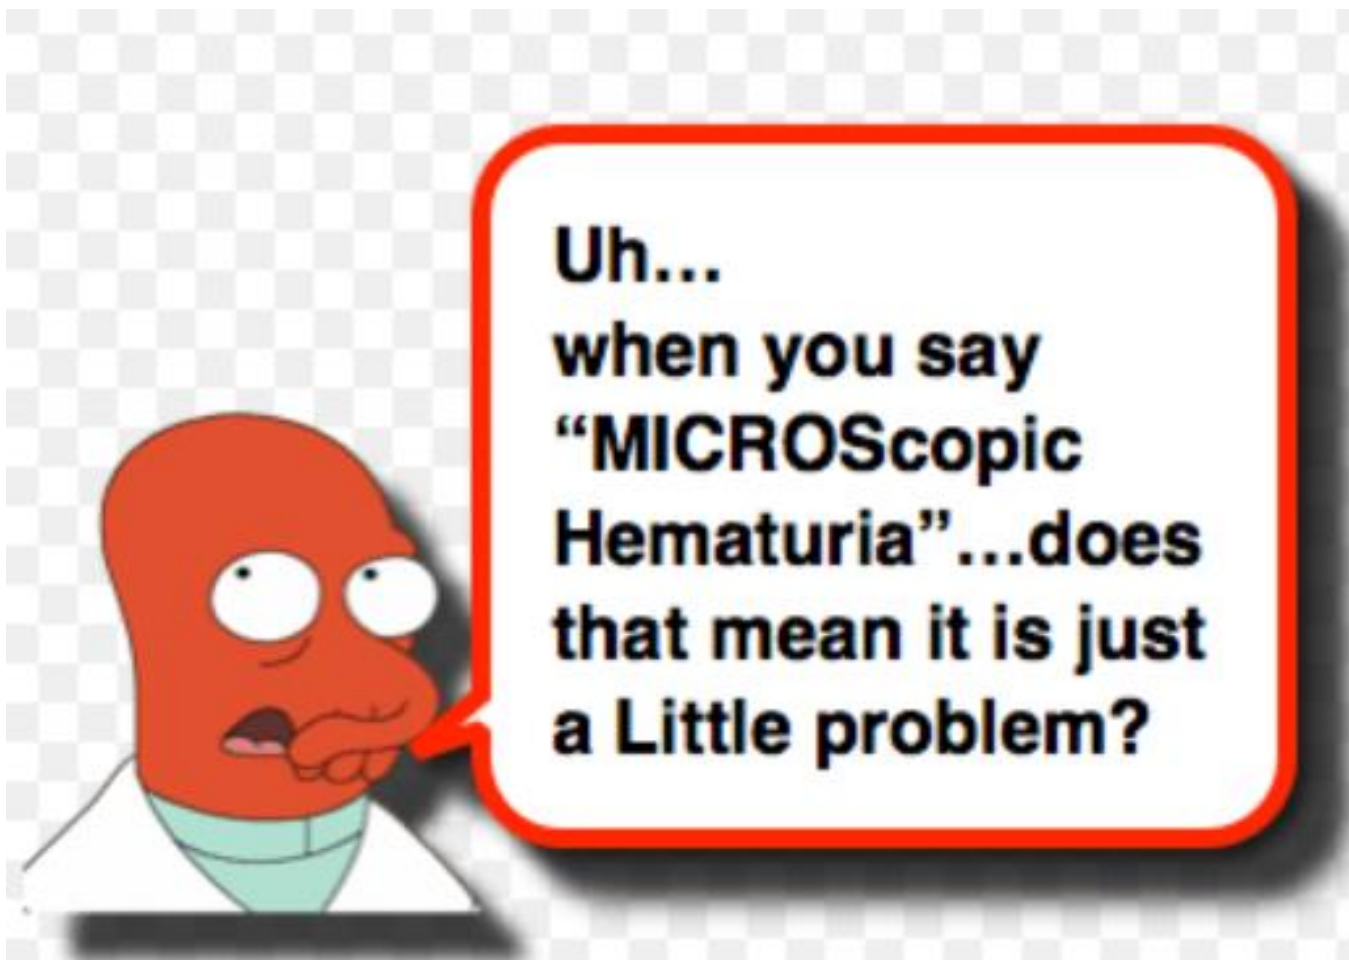 Uh...
when you say
“MICROScopic
Hematuria”...does
that mean it is just
a Little problem?